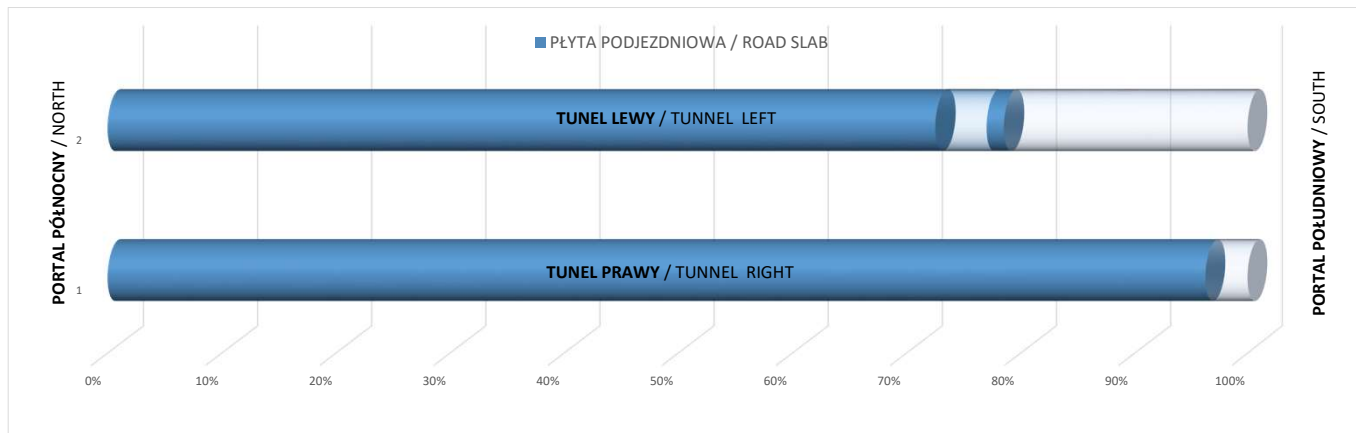 PŁYTA PODJEZDNIOWA / ROAD SLAB
PORTAL PÓŁNOCNY / NORTH
2
TUNEL LEWY / TUNNEL LEFT
PORTAL POŁUDNIOWY / SOUTH
1
TUNEL PRAWY / TUNNEL RIGHT
0% 10% 20% 30% 40% 50% 60% 70% 80% 90% 100%